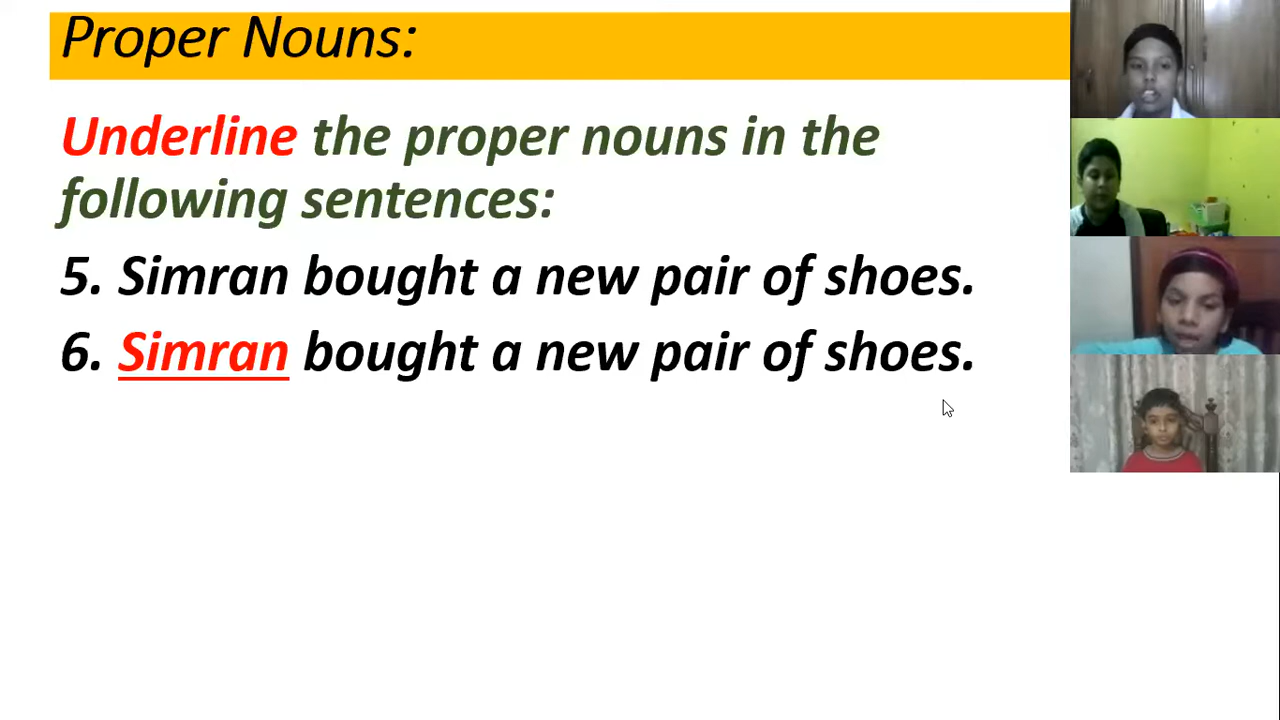 Proper Nouns:
Underline the proper nouns in the
following sentences:
5. Simran bought a new pair of shoes.
6. Simran bought a new pair of shoes.